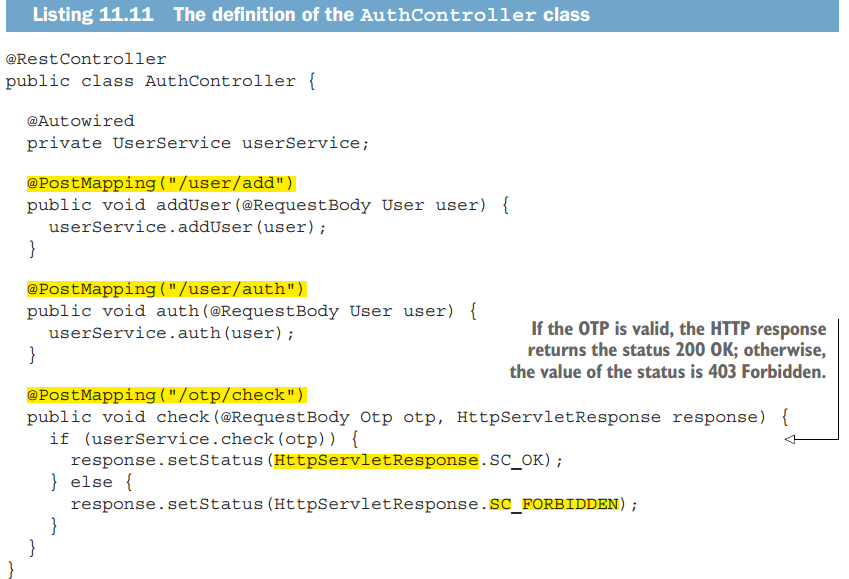 Listing 11.11 The definition of the AuthController class
@RestController
public class AuthController {
@Autowired
private UserService userService;
@PostMapping("/user/add")
public void addUser(@RequestBody User user) {
userService.addUser(user);
}
@PostMapping("/user/auth")
public void auth(@RequestBody User user) {
userService.auth(user);
}
If the OTP is valid, the HTTP response
returns the status 200 OK; otherwise,
the value of the status is 403 Forbidden.
@PostMapping("/otp/check")
public void check(@RequestBody Otp otp, HttpServletResponse response) {
if (userService.check(otp)) {
response.setStatus(HttpServletResponse.SC_OK);
} else {
response.setStatus(HttpServletResponse.SC_FORBIDDEN);
}
}
}